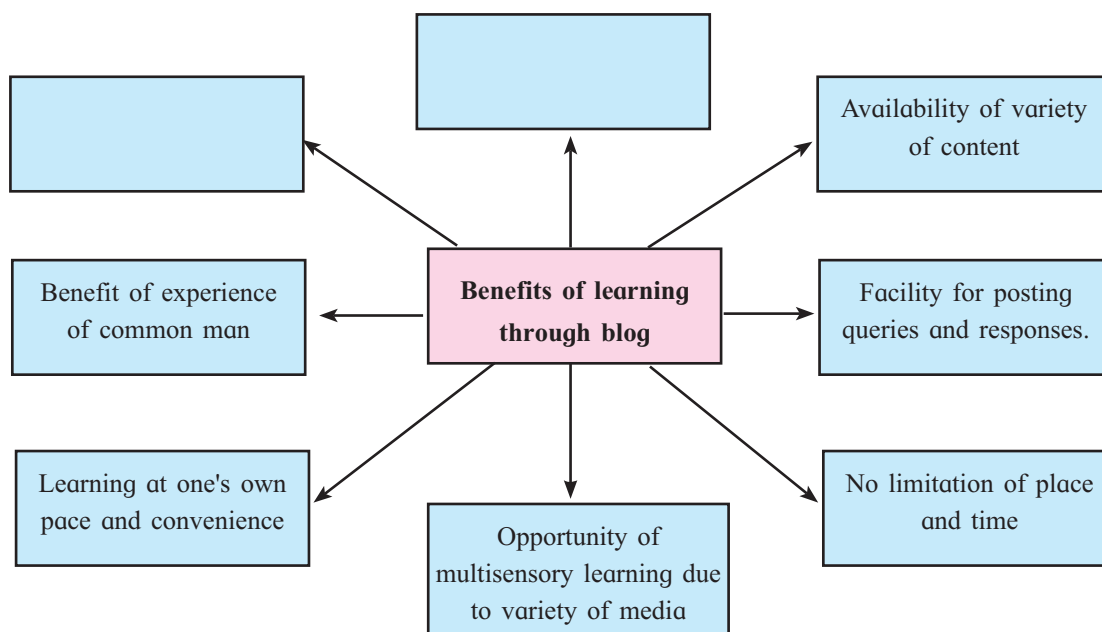 Availability of variety
of content
Benefits of learning
through blog
Benefit of experience
of common man
Facility for posting
queries and responses.
Learning at one's own
pace and convenience
No limitation of place
and time
Opportunity of
multisensory learning due
to variety of media